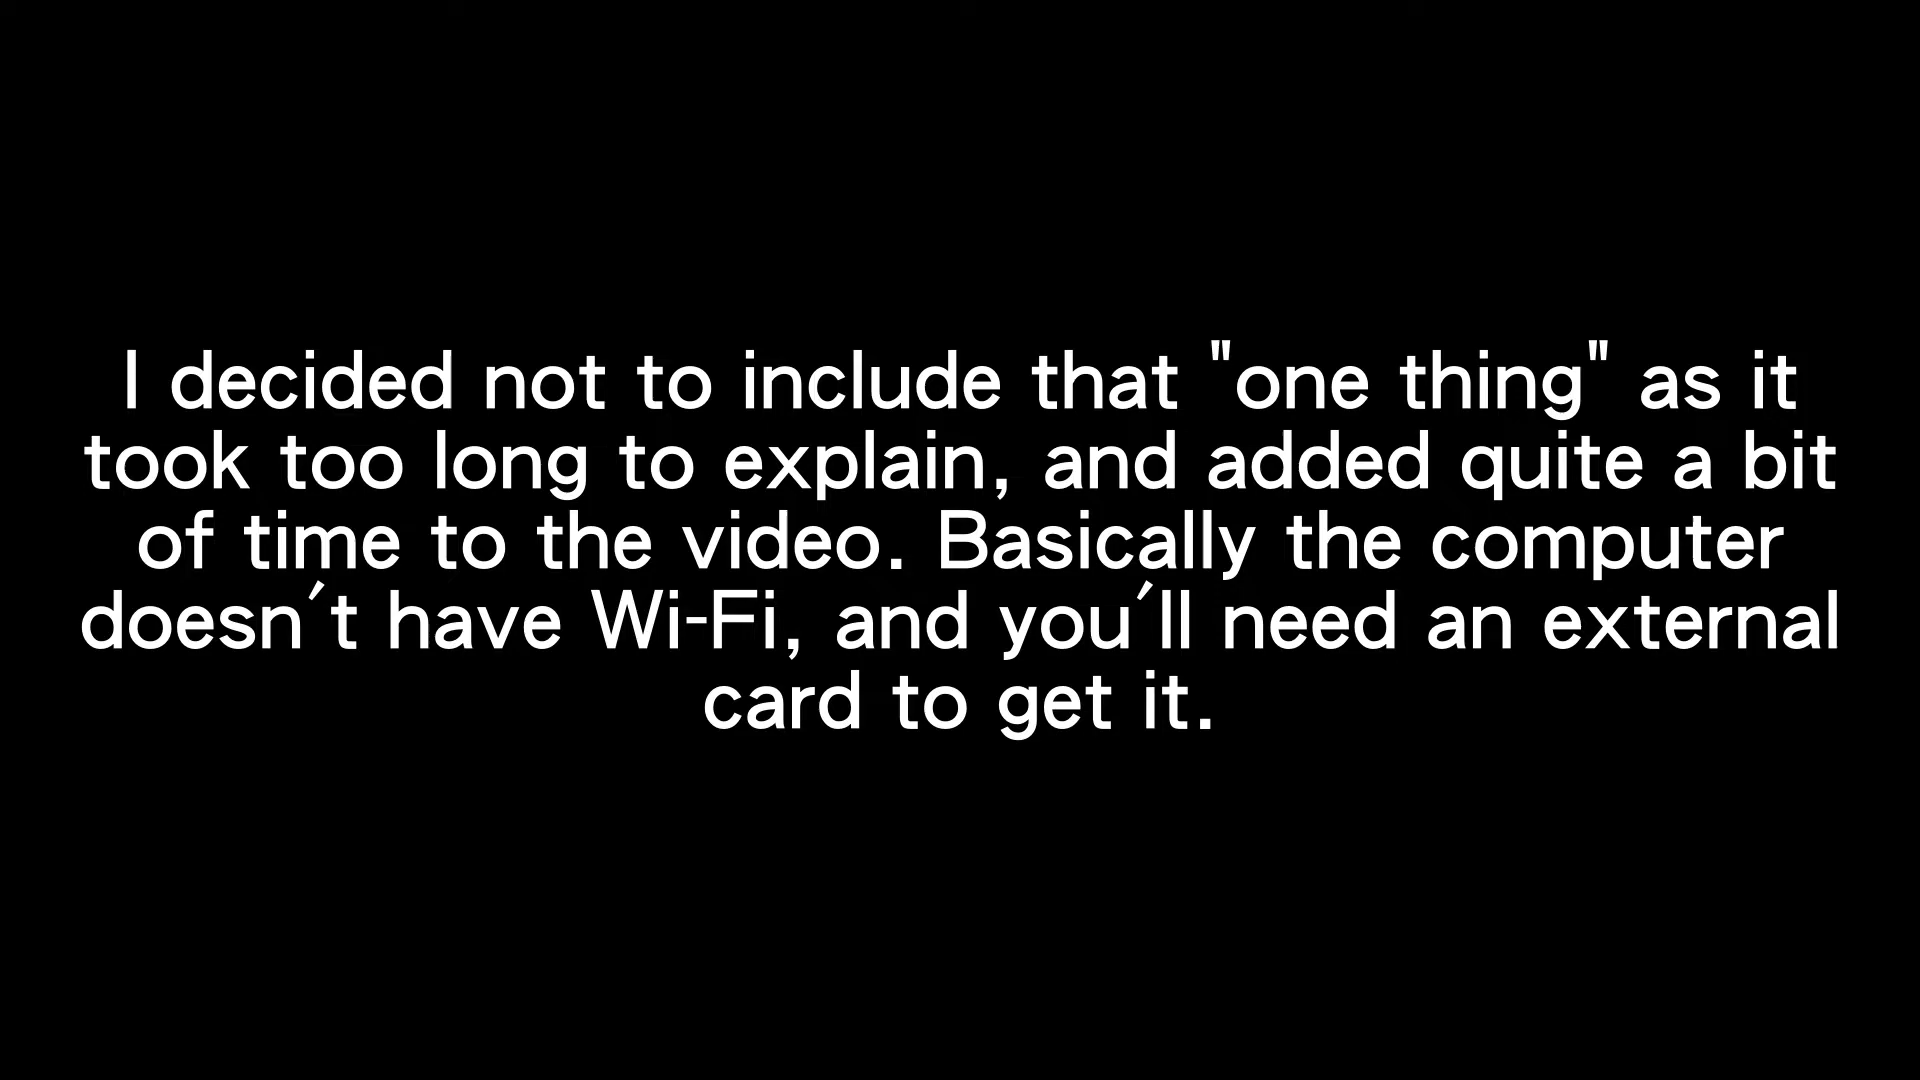 I decided not to include that "one thing" as it
took too long to explain, and added quite a bit
of time to the video. Basically the computer
doesn't have Wi-Fi, and you'll need an external
card to get it.